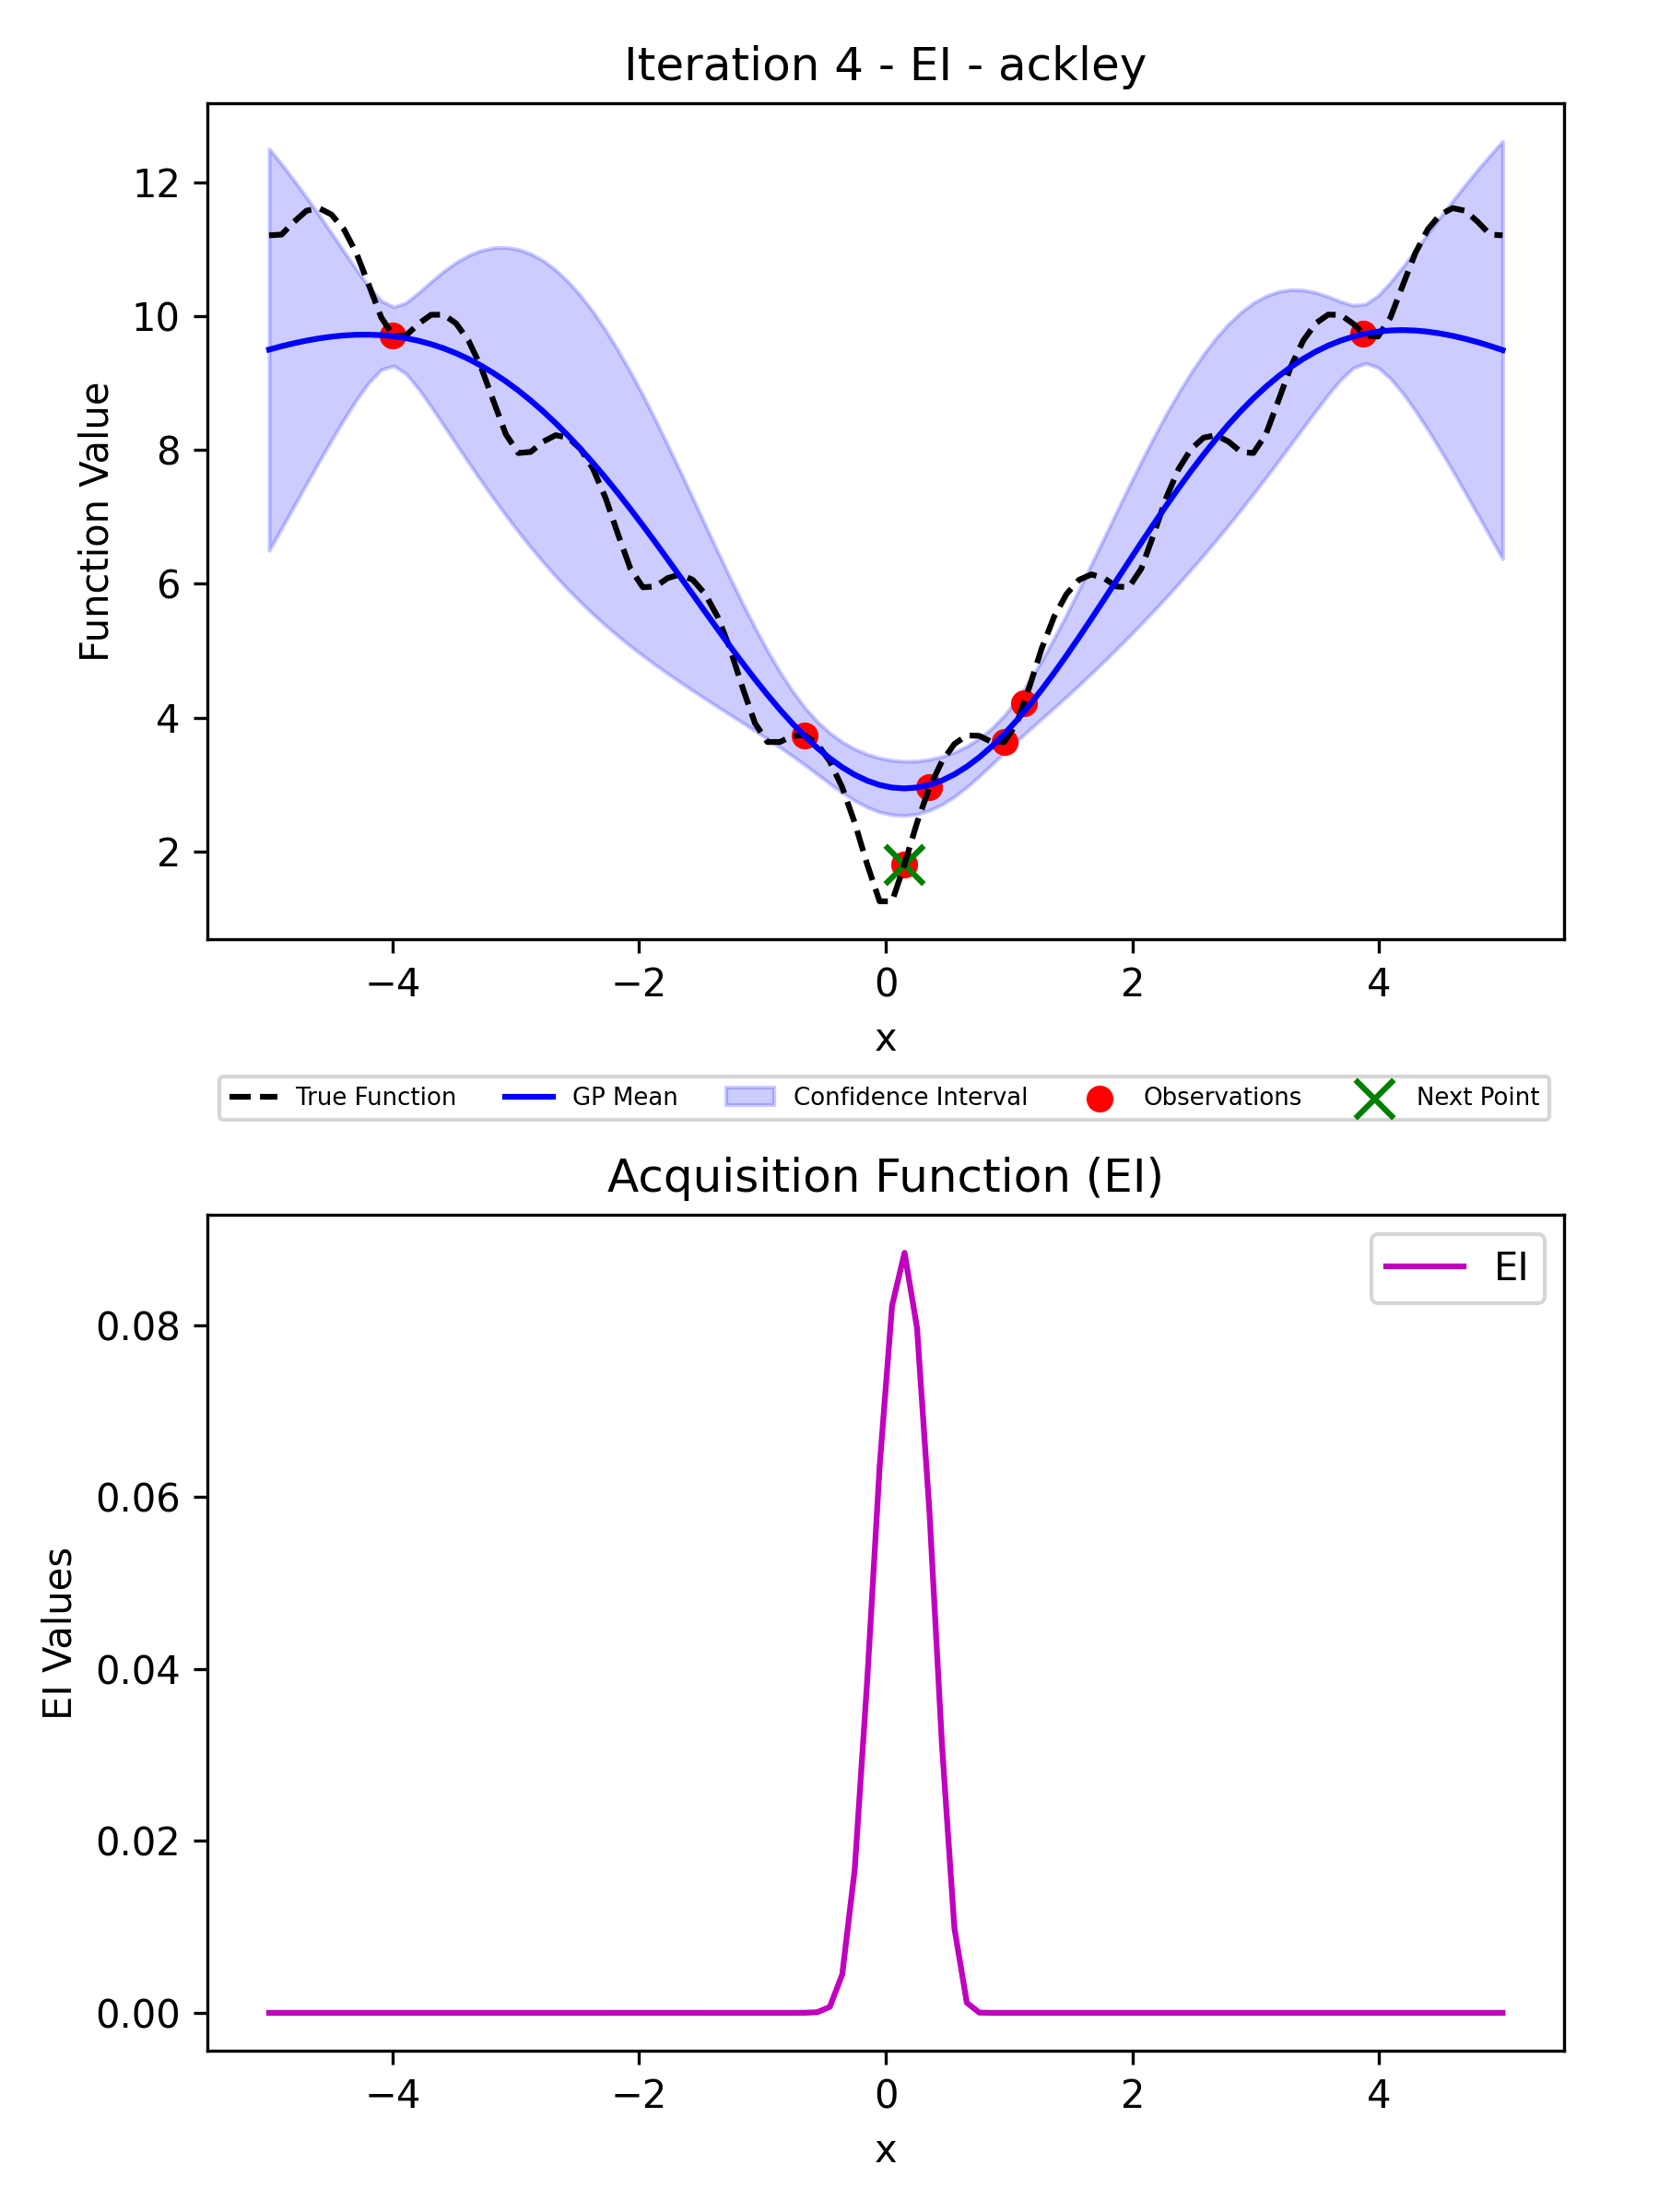 Iteration 4 - EI - ackley
Function Value
12
10
8
6
4
2
−4 −2 0 2 4
x
True Function GP Mean Confidence Interval Observations Next Point
Acquisition Function (EI)
EI
EI Values
0.08
0.06
0.04
0.02
0.00
−4 −2 0 2 4
x